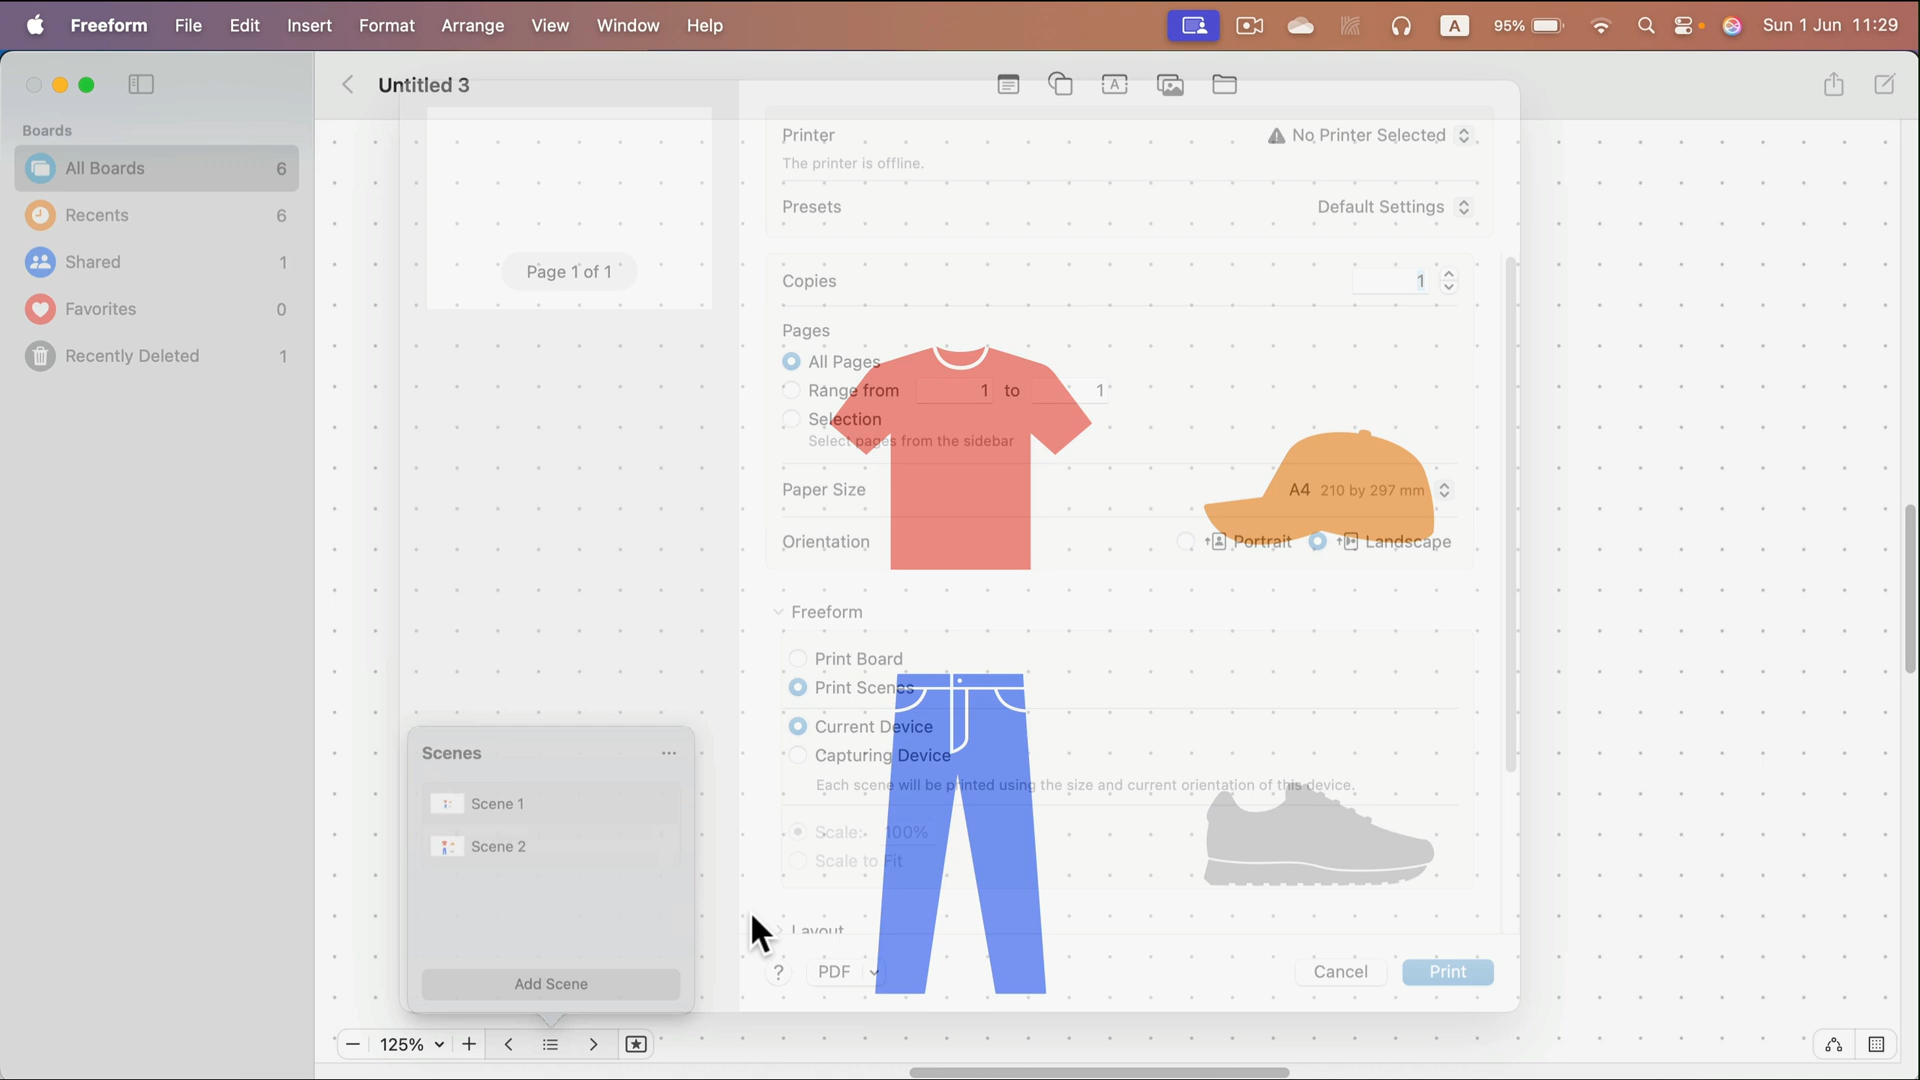 Freeform File Edit Insert Format Arrange View Window Help A 95% Sun 1 Jun 11:29
Untitled 3
Boards
All Boards 6
Recents 6
Shared 1
Favorites 0
Recently Deleted 1
Page 1 of 1
Printer No Printer Selected
The printer is offline.
Presets Default Settings
Copies 1
Pages
All Pages
Range from 1 to 1
Selection
Select pages from the sidebar
Paper Size A4 210 by 297 mm
Orientation Portrait Landscape
Freeform
Print Board
Print Scenes
Current Device
Capturing Device
Each scene will be printed using the size and current orientation of this device.
Scale: 100%
Scale to Fit
Layout
? PDF Cancel Print
Scenes
Scene 1
Scene 2
Add Scene
125%